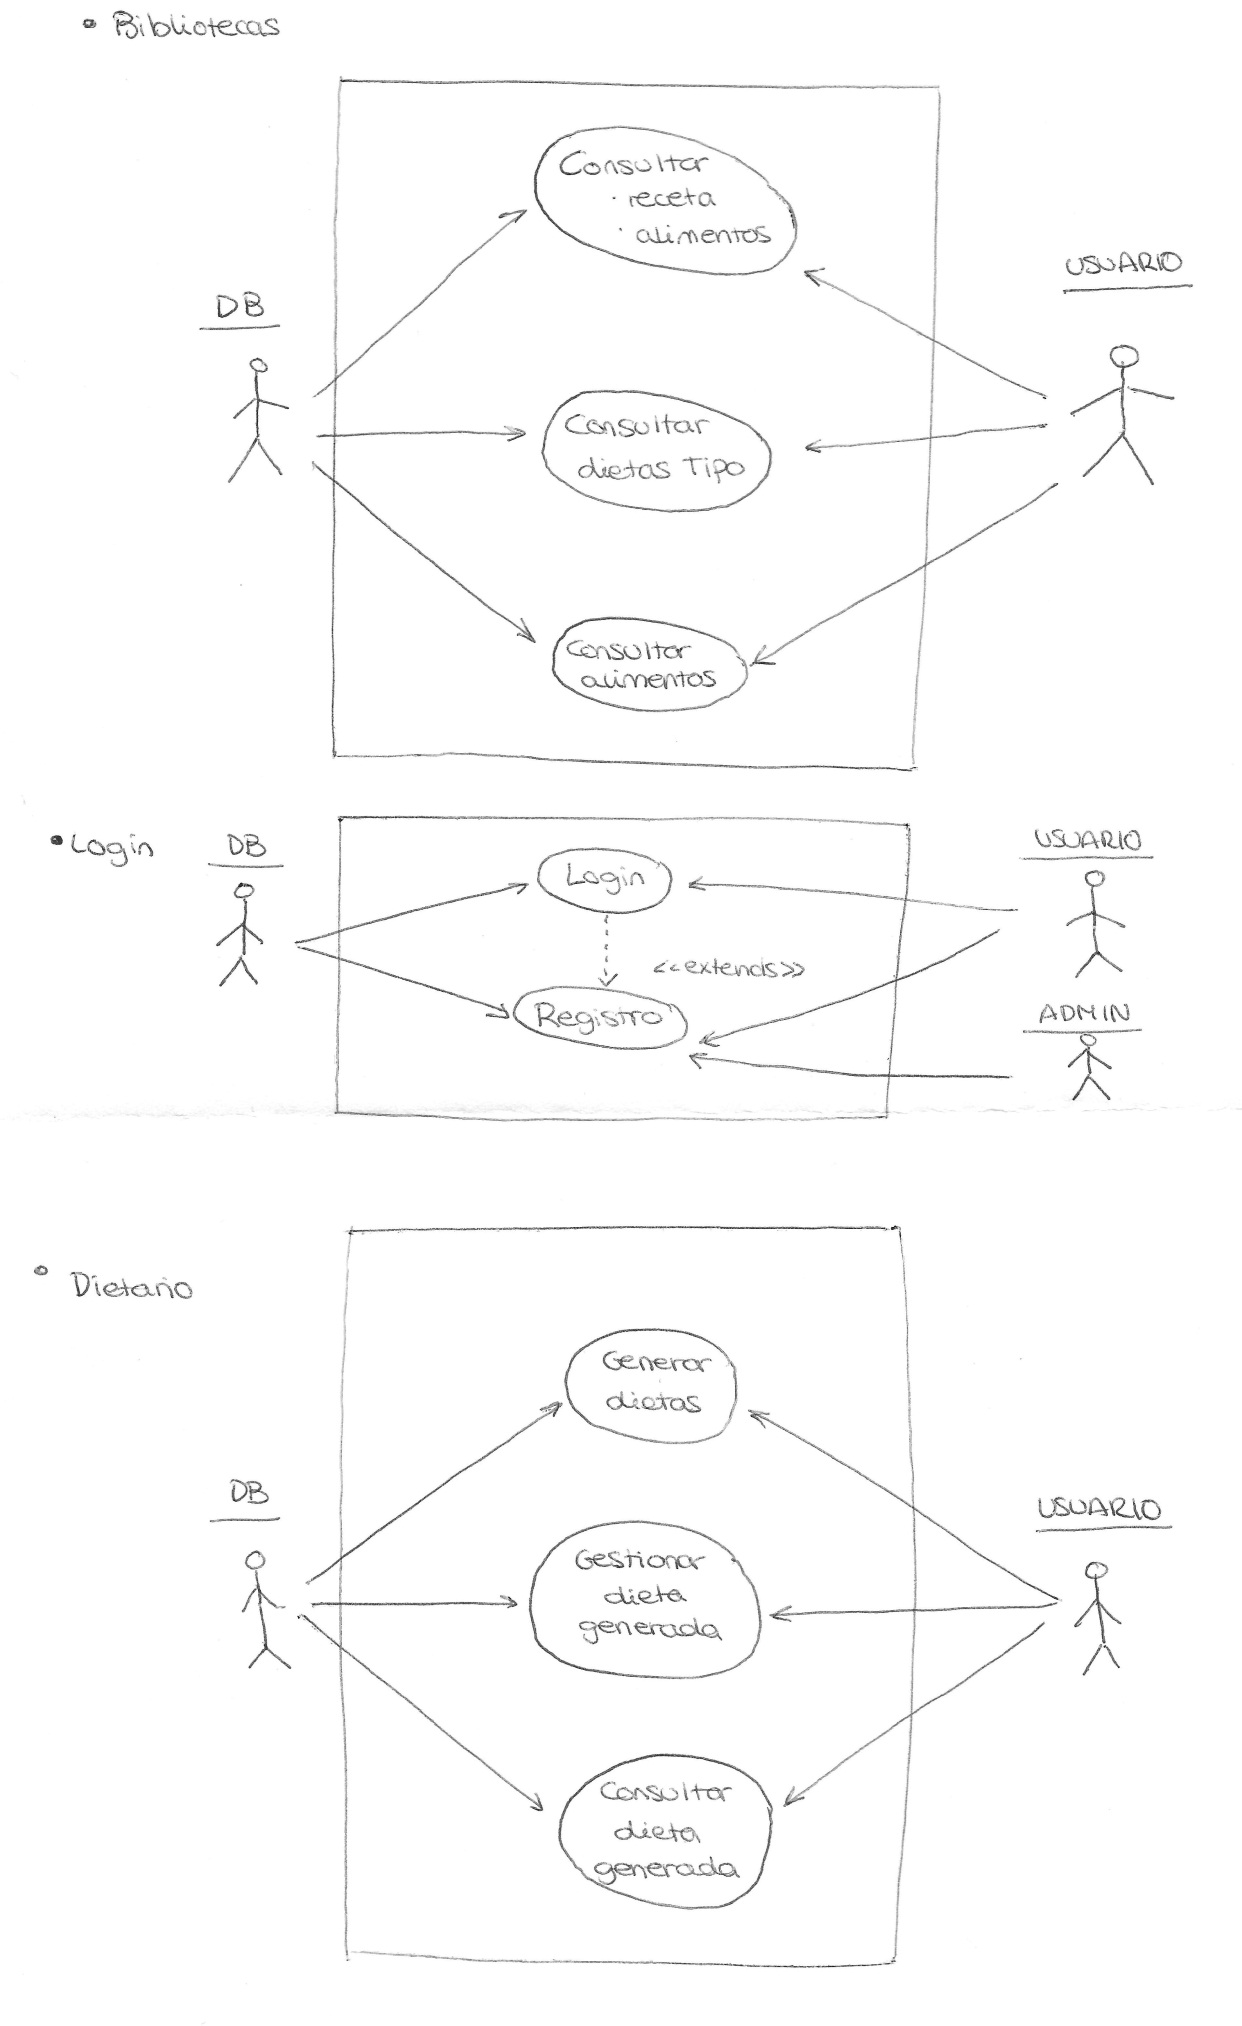 • Bibliotecas
Consultar
· receta
· alimentos
DB
USUARIO
Consultar
dietas Tipo
Consultar
alimentos
• Login
DB
Login
USUARIO
<<extends>>
Registro
ADMIN
• Dietario
Generar
dietas
DB
USUARIO
Gestionar
dieta
generada
Consultar
dieta
generada